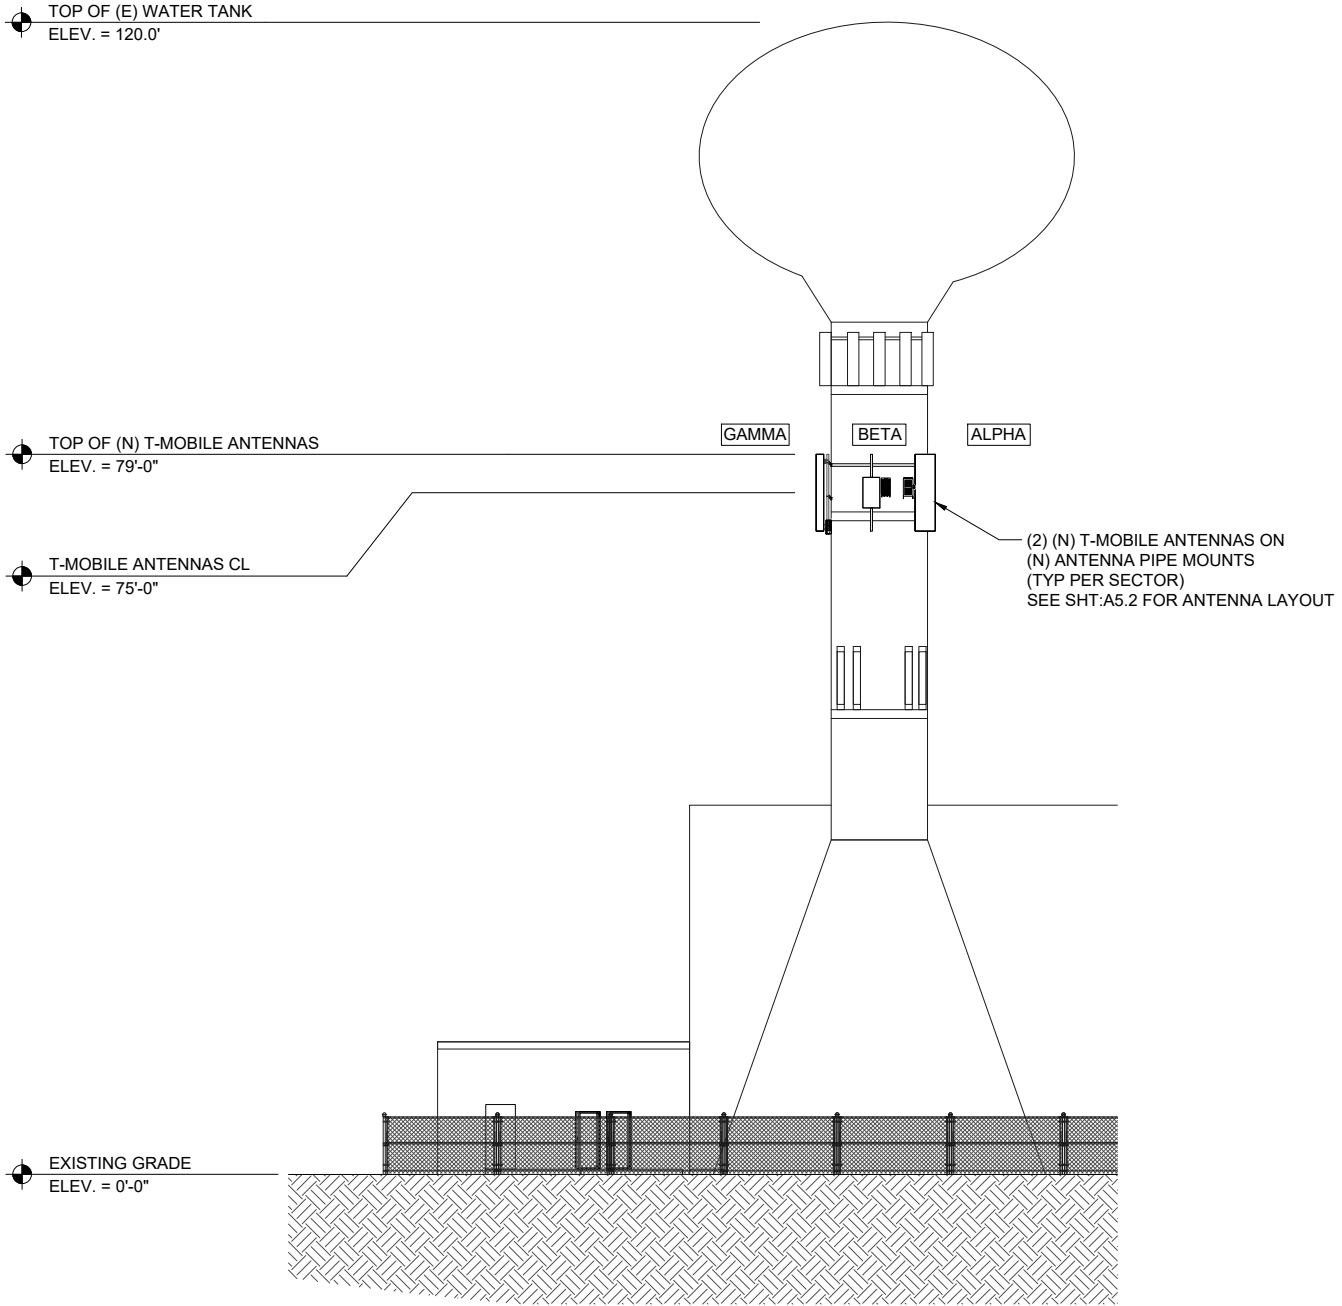 TOP OF (E) WATER TANK
ELEV. = 120.0'
GAMMA
BETA
ALPHA
TOP OF (N) T-MOBILE ANTENNAS
ELEV. = 79'-0"
(2) (N) T-MOBILE ANTENNAS ON
(N) ANTENNA PIPE MOUNTS
(TYP PER SECTOR)
SEE SHT:A5.2 FOR ANTENNA LAYOUT
T-MOBILE ANTENNAS CL
ELEV. = 75'-0"
EXISTING GRADE
ELEV. = 0'-0"